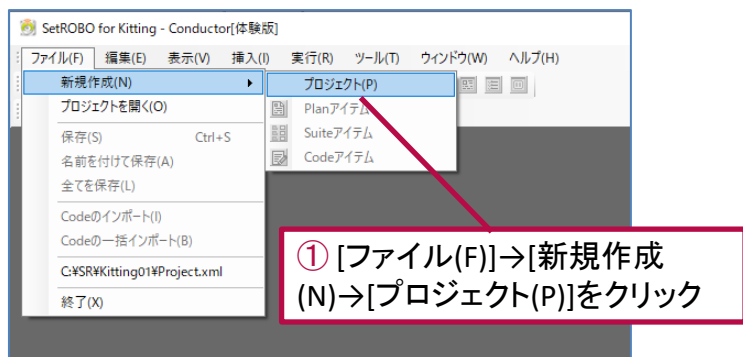 SetROBO for Kitting - Conductor[体験版]
ファイル(F) 編集(E) 表示(V) 挿入(I) 実行(R) ツール(T) ウィンドウ(W) ヘルプ(H)
新規作成(N)
プロジェクト(P)
プロジェクトを開く(O)
Planアイテム
保存(S) Ctrl+S
Suiteアイテム
名前を付けて保存(A)
Codeアイテム
全てを保存(L)
Codeのインポート(I)
Codeの一括インポート(B)
C:¥SR¥Kitting01¥Project.xml
終了(X)
① [ファイル(F)]→[新規作成
(N)→[プロジェクト(P)]をクリック